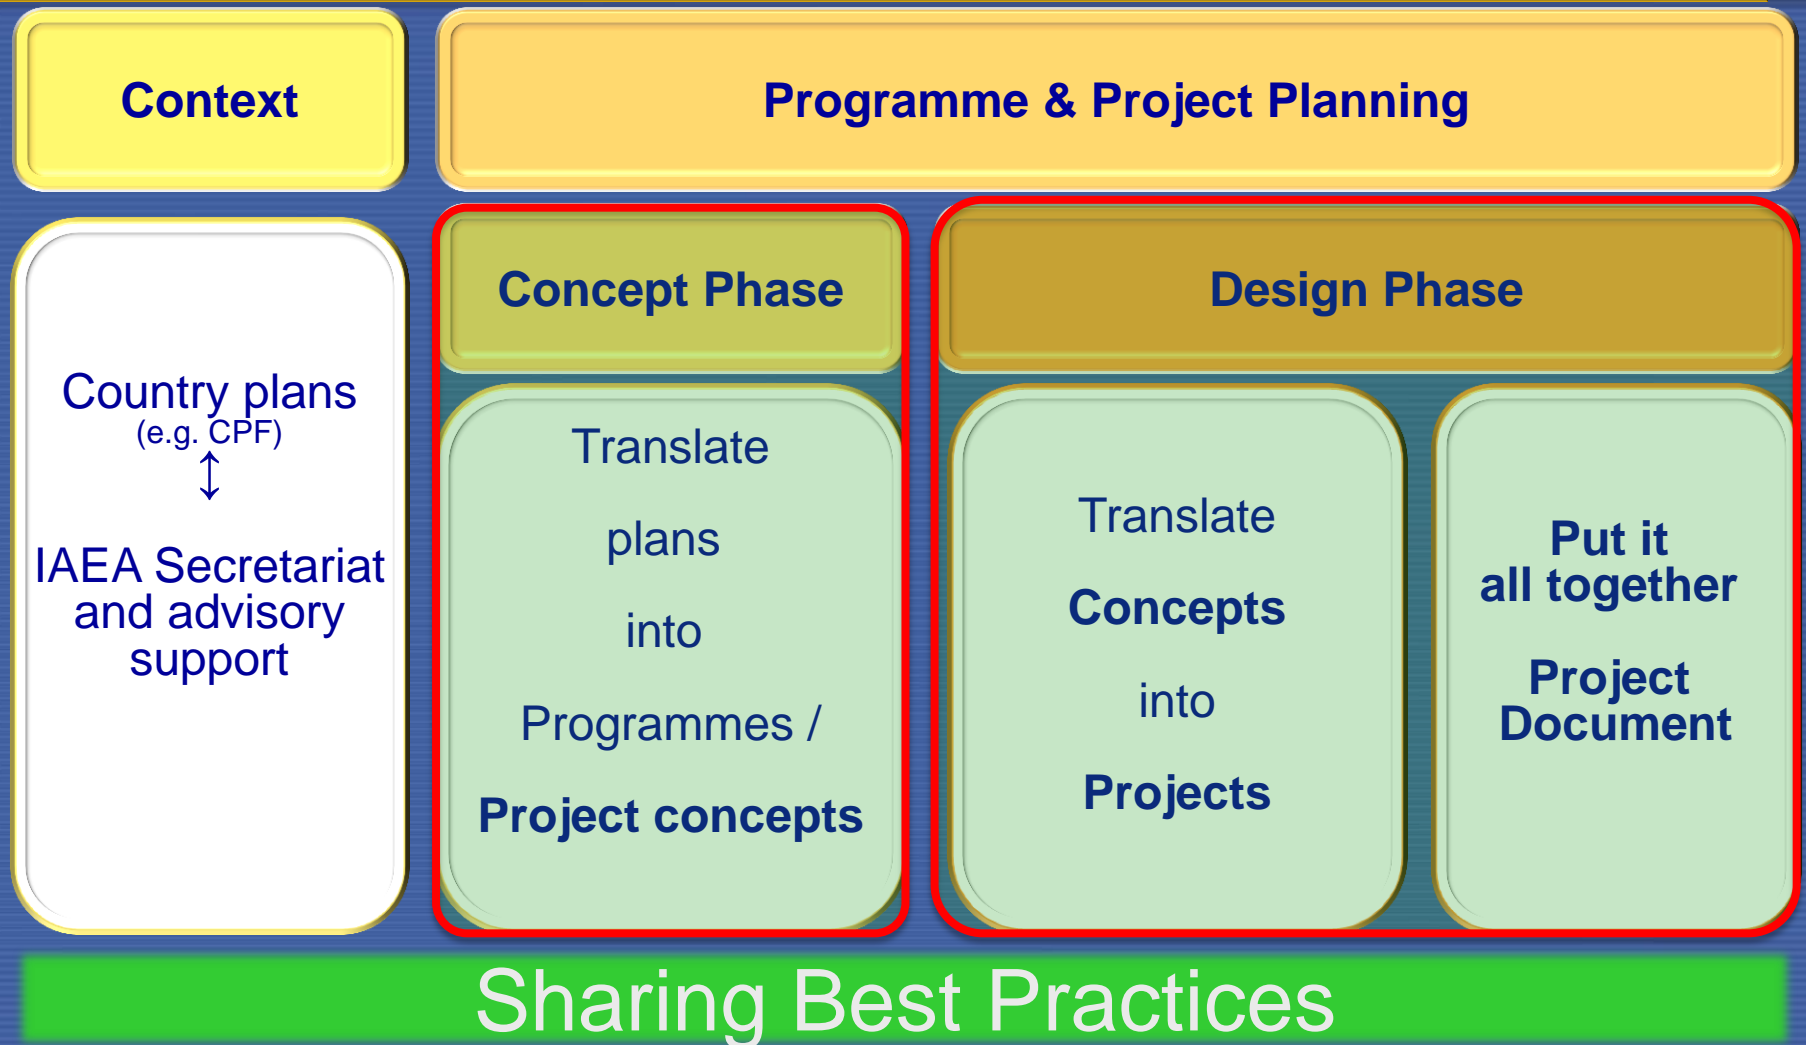 Context
Programme & Project Planning
Country plans
(e.g. CPF)
↕
IAEA Secretariat
and advisory
support
Concept Phase
Translate
plans
into
Programmes /
Project concepts
Design Phase
Translate
Concepts
into
Projects
Put it
all together
Project
Document
Sharing Best Practices